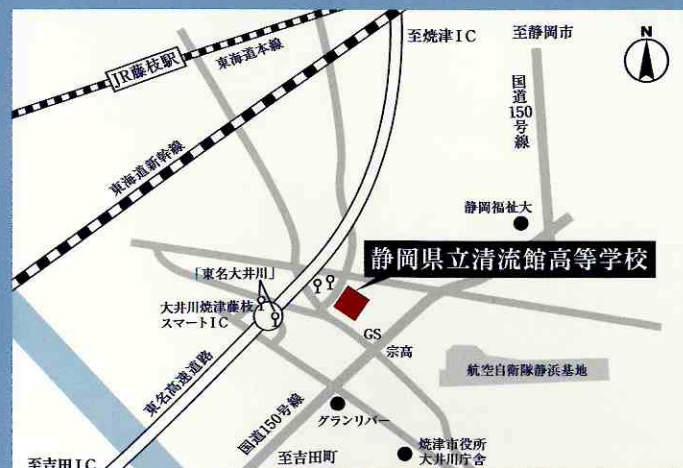 至焼津IC
至静岡市
N
JR藤枝駅
東海道本線
国道150号線
東海道新幹線
静岡福祉大
静岡県立清流館高等学校
「東名大井川」
大井川焼津藤枝
スマートIC
GS
宗高
航空自衛隊静浜基地
東名高速道路
国道150号線
グランリバー
至吉田IC
至吉田町
焼津市役所
大井川庁舎